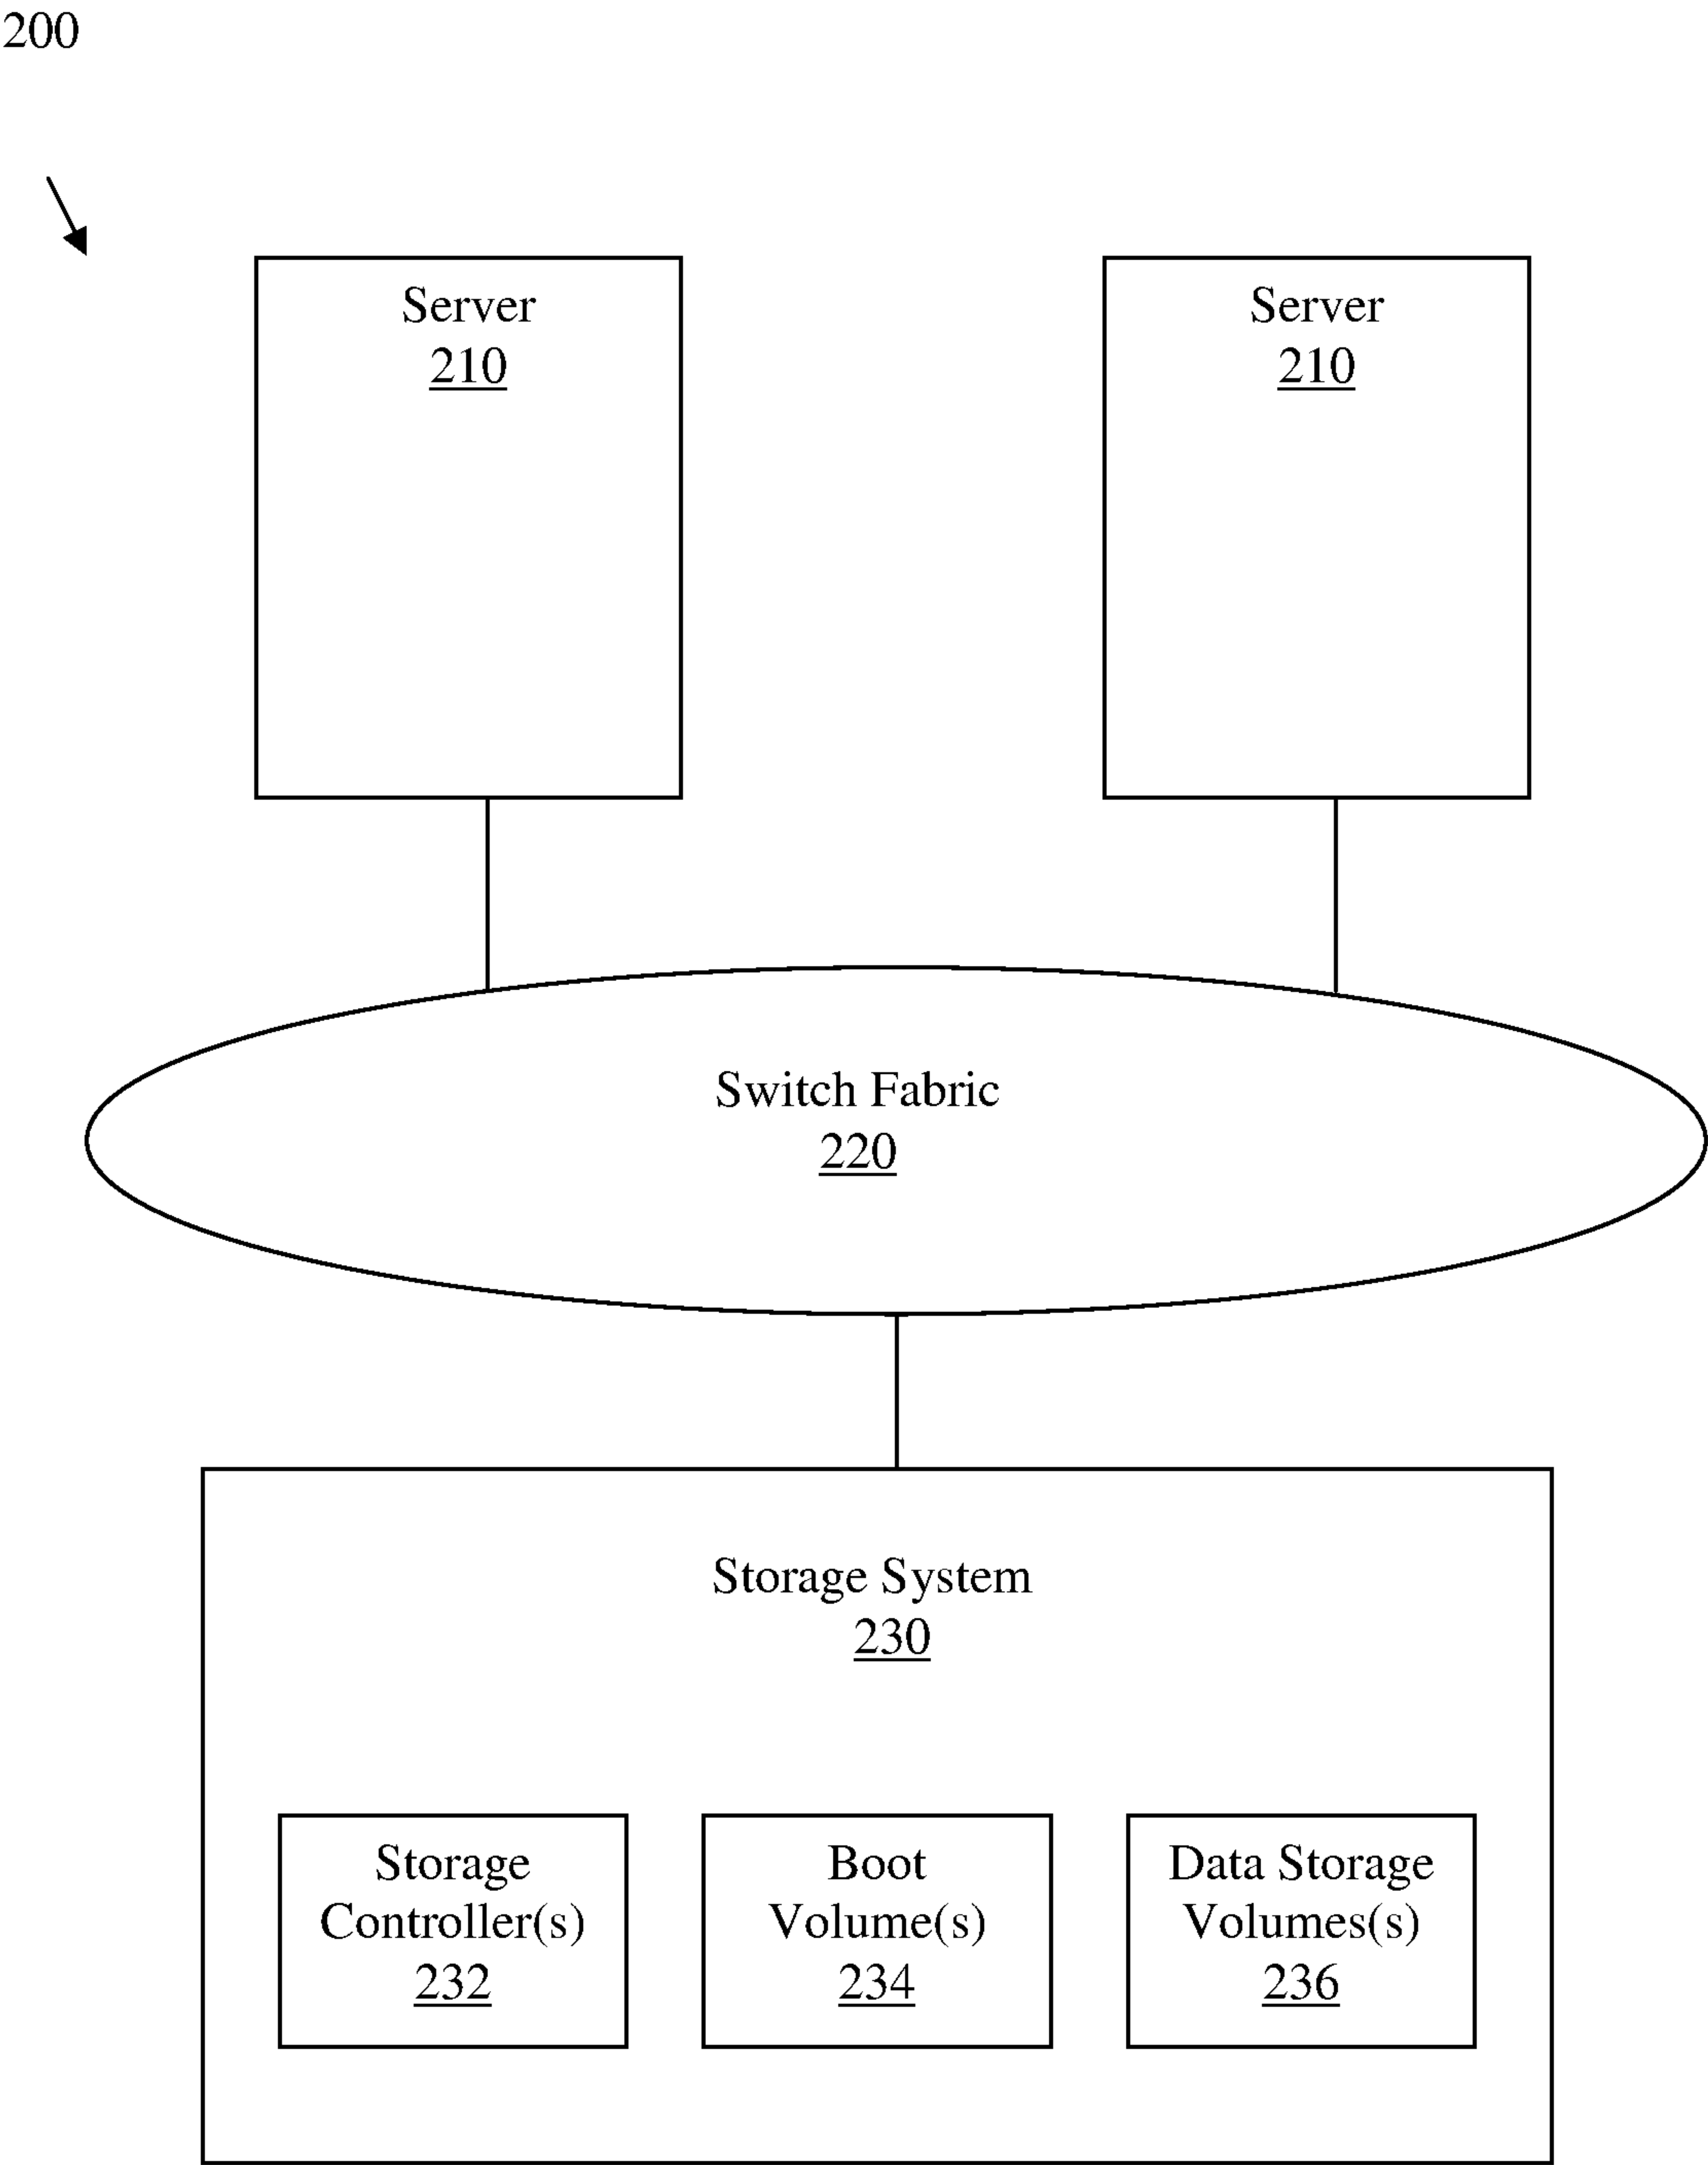 200
Server
210
Server
210
Switch Fabric
220
Storage System
230
Storage
Controller(s)
232
Boot
Volume(s)
234
Data Storage
Volumes(s)
236